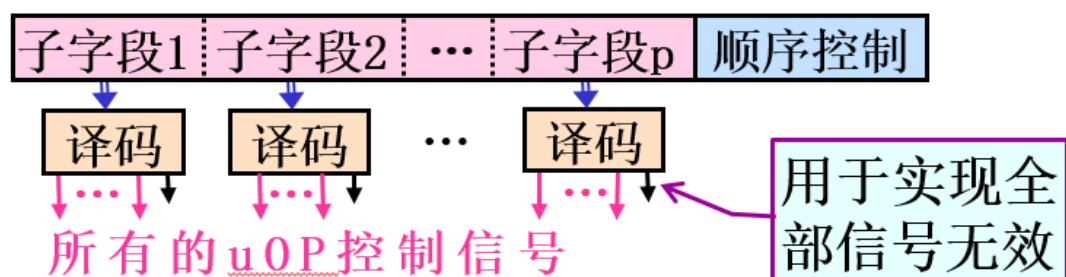 子字段1 子字段2 … 子字段p 顺序控制
译码 译码 … 译码
… … …
用于实现全
部信号无效
所有的uOP控制信号